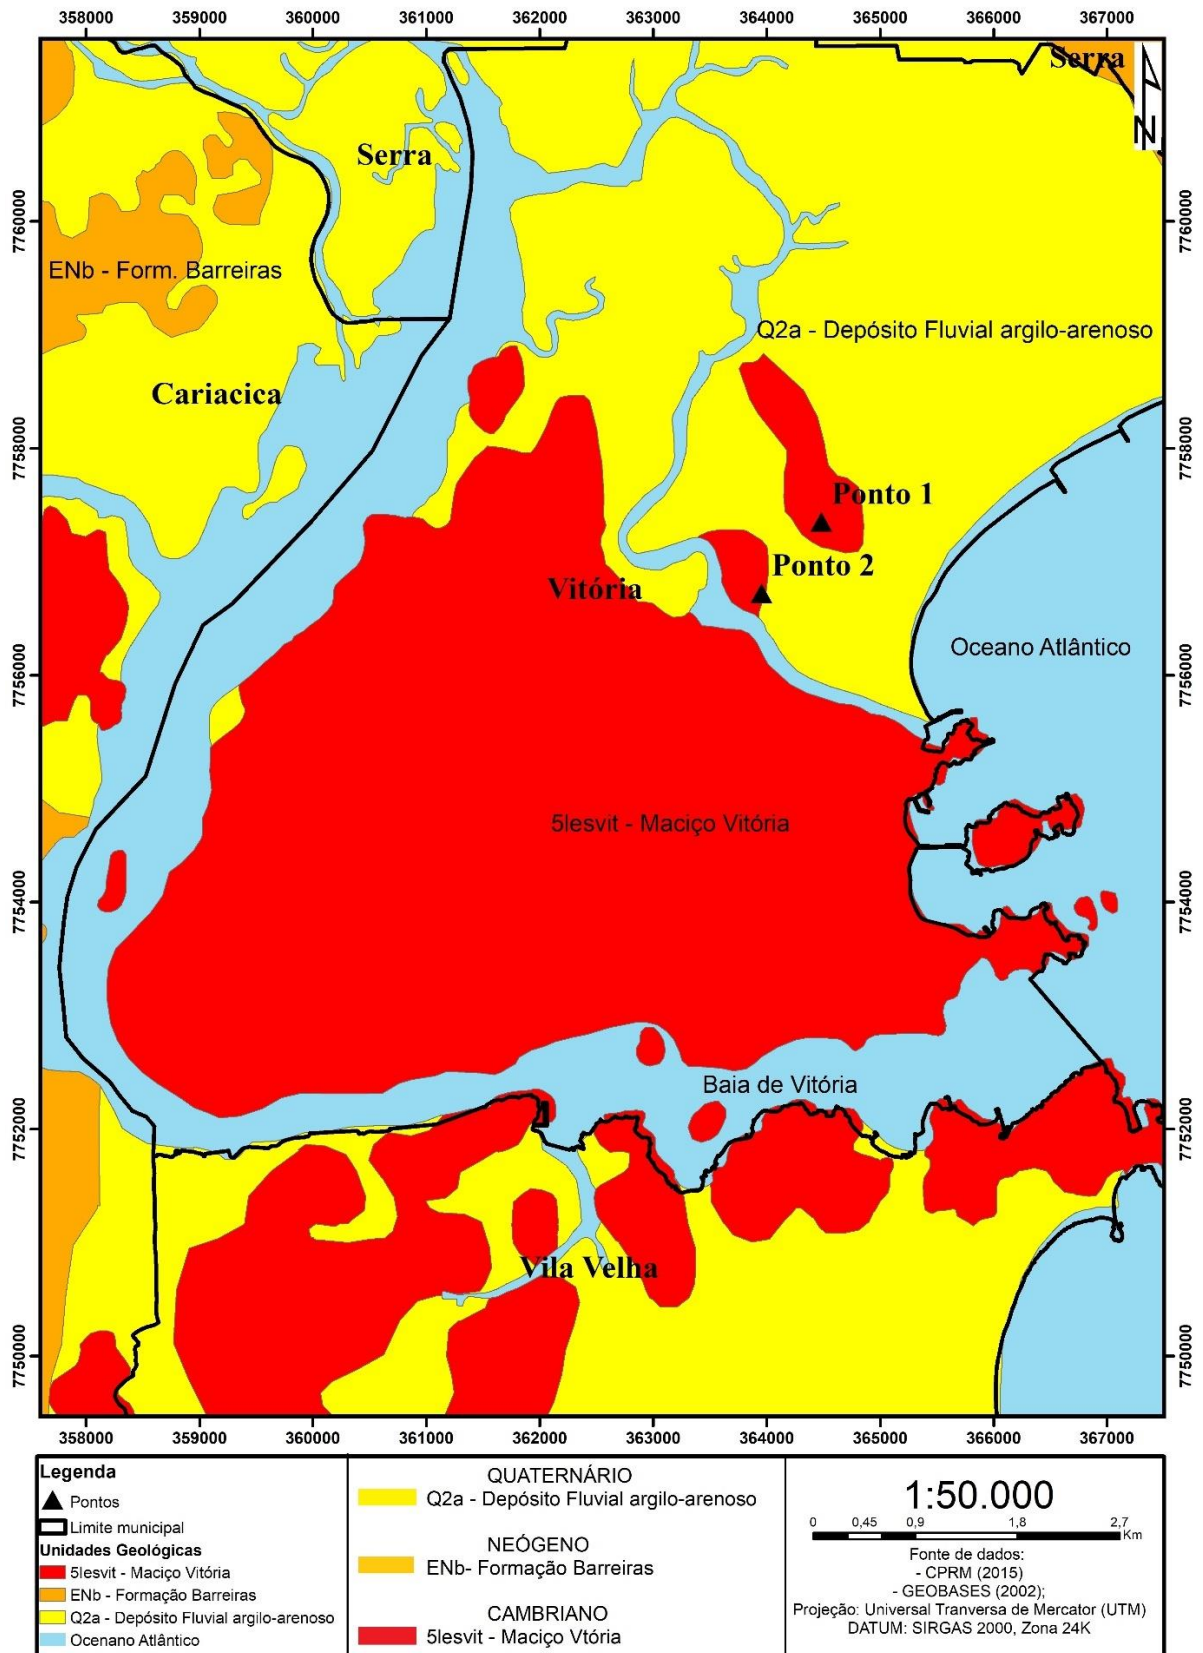 358000 359000 360000 361000 362000 363000 364000 365000 366000 367000
Serra
N
Serra
7760000
7760000
ENb - Form. Barreiras
Q2a - Depósito Fluvial argilo-arenoso
Cariacica
7758000
7758000
Ponto 1
Ponto 2
Vitória
Oceano Atlântico
7756000
7756000
5lesvit - Maciço Vitória
7754000
7754000
Baia de Vitória
7752000
7752000
Vila Velha
7750000
7750000
358000 359000 360000 361000 362000 363000 364000 365000 366000 367000
Legenda
Pontos
Limite municipal
Unidades Geológicas
5lesvit - Maciço Vitória
ENb - Formação Barreiras
Q2a - Depósito Fluvial argilo-arenoso
Ocenano Atlântico
QUATERNÁRIO
Q2a - Depósito Fluvial argilo-arenoso
NEÓGENO
ENb- Formação Barreiras
CAMBRIANO
5lesvit - Maciço Vtória
1:50.000
0 0,45 0,9 1,8 2,7
Km
Fonte de dados:
- CPRM (2015)
- GEOBASES (2002);
Projeção: Universal Tranversa de Mercator (UTM)
DATUM: SIRGAS 2000, Zona 24K